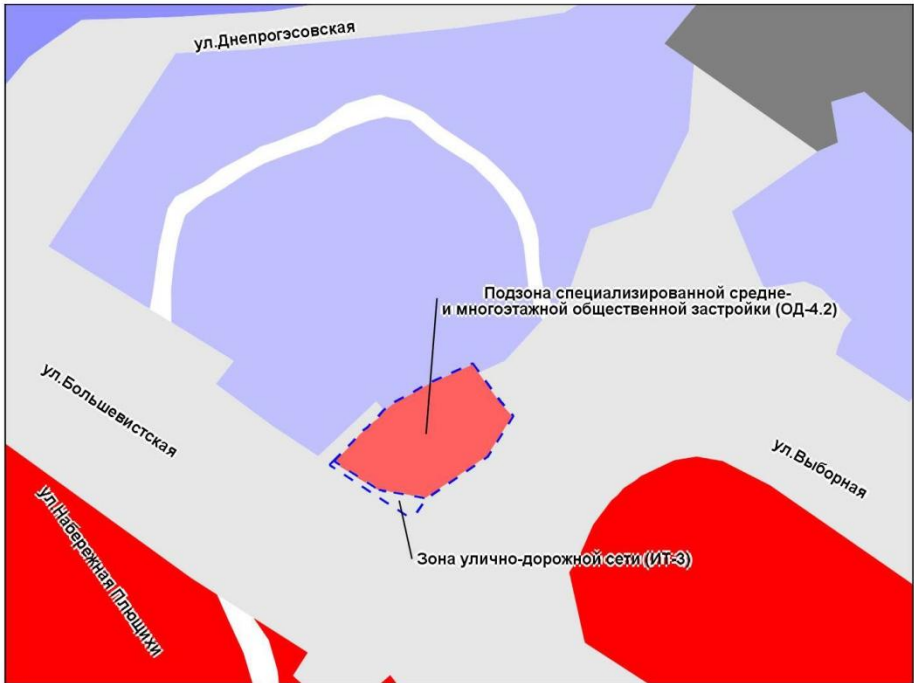 ул.Днепрогэсовская
Подзона специализированной средне-
и многоэтажной общественной застройки (ОД-4.2)
ул.Большевистская
ул.Выборная
ул.Набережная Плющихи
Зона улично-дорожной сети (ИТ-3)